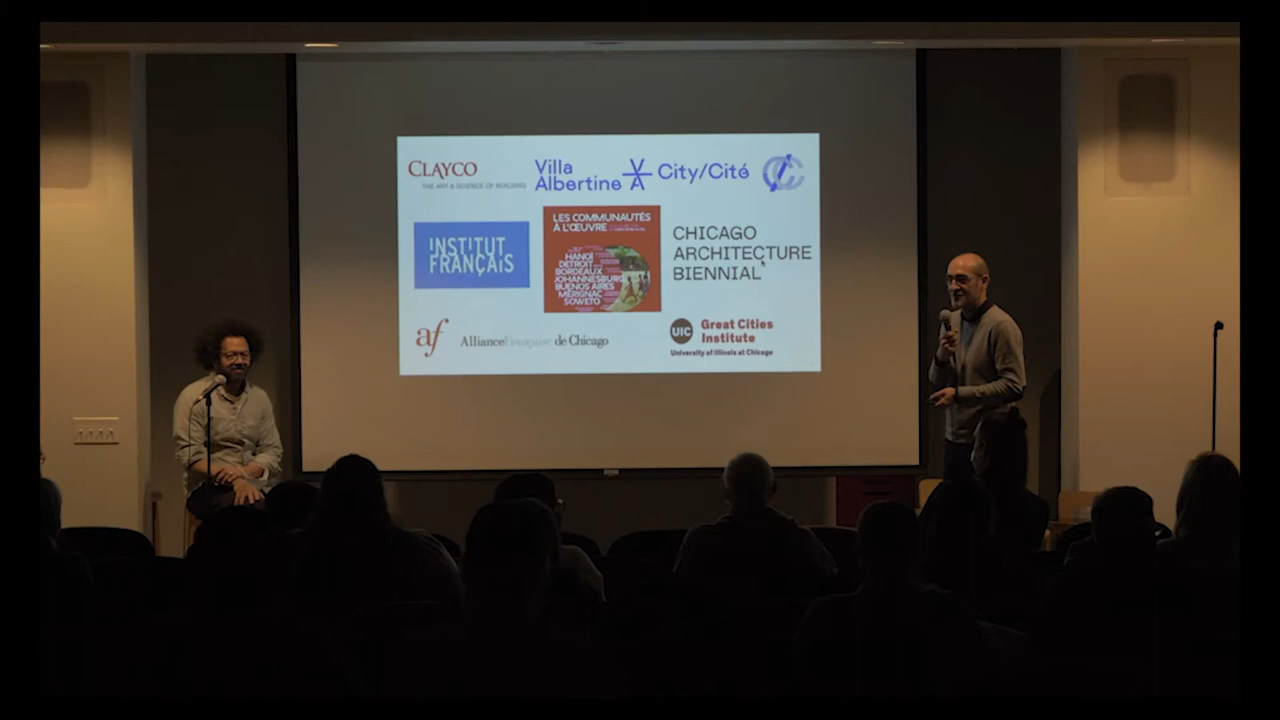 CLAYCO
THE ART & SCIENCE OF BUILDING
Villa
Albertine
VA
City/Cité
INSTITUT
FRANÇAIS
LES COMMUNAUTÉS
À L'ŒUVRE
HANOÏ
DETROIT
BORDEAUX
JOHANNESBURG
BUENOS AIRES
MÉRIGNAC
SOWETO
CHICAGO
ARCHITECTURE
BIENNIAL
af
AllianceFrançaise de Chicago
UIC
Great Cities
Institute
University of Illinois at Chicago